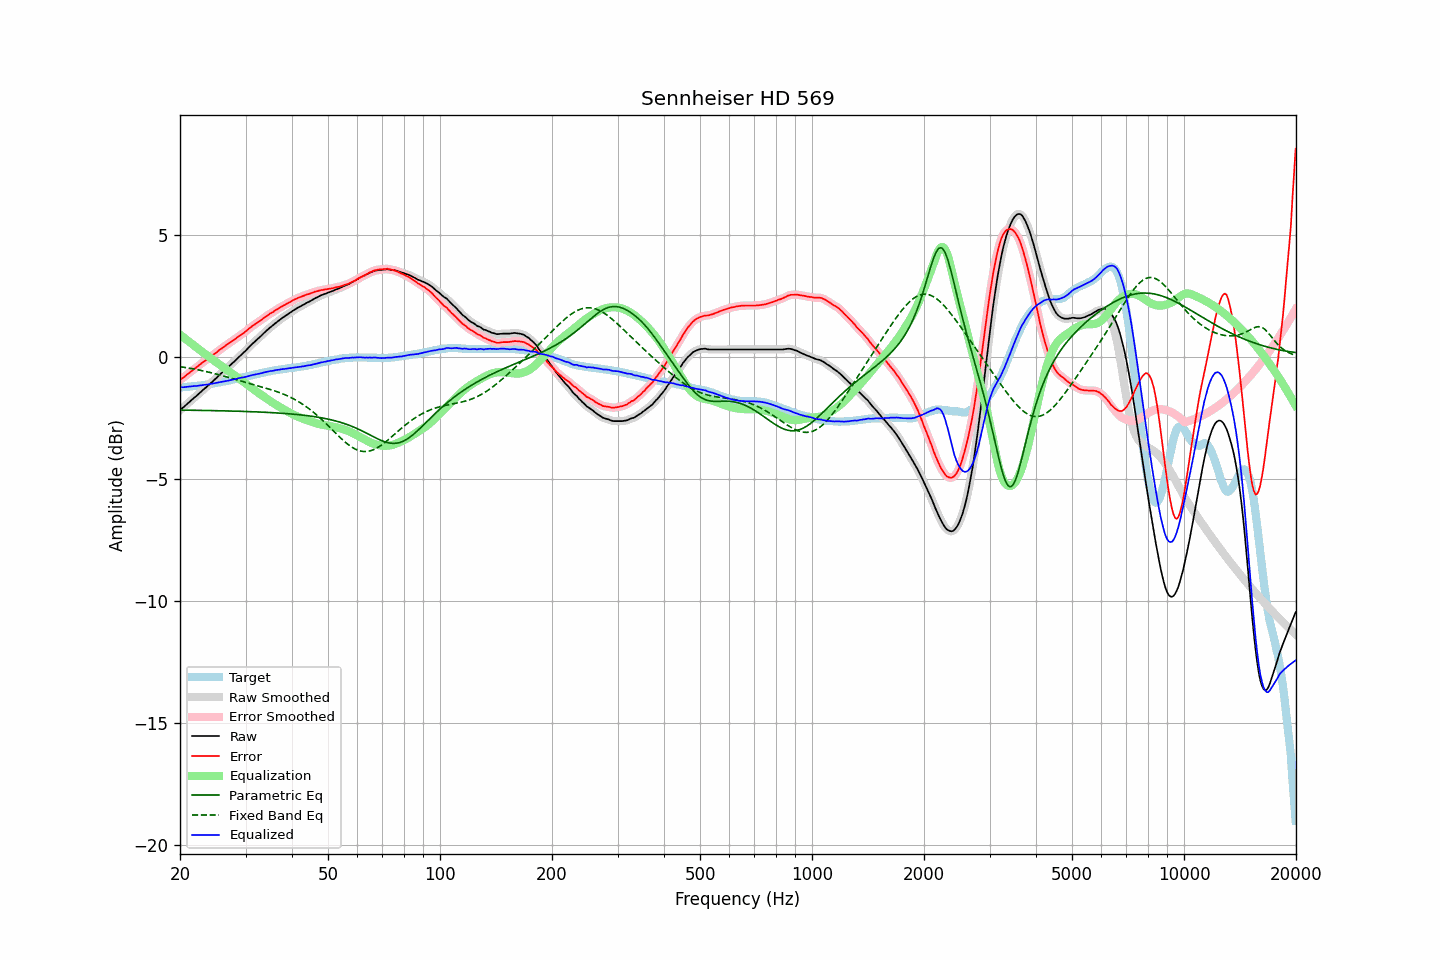 Sennheiser HD 569
Amplitude (dBr)
5
0
−5
−10
−15
−20
Target
Raw Smoothed
Error Smoothed
Raw
Error
Equalization
Parametric Eq
Fixed Band Eq
Equalized
20 50 100 200 500 1000 2000 5000 10000 20000
Frequency (Hz)